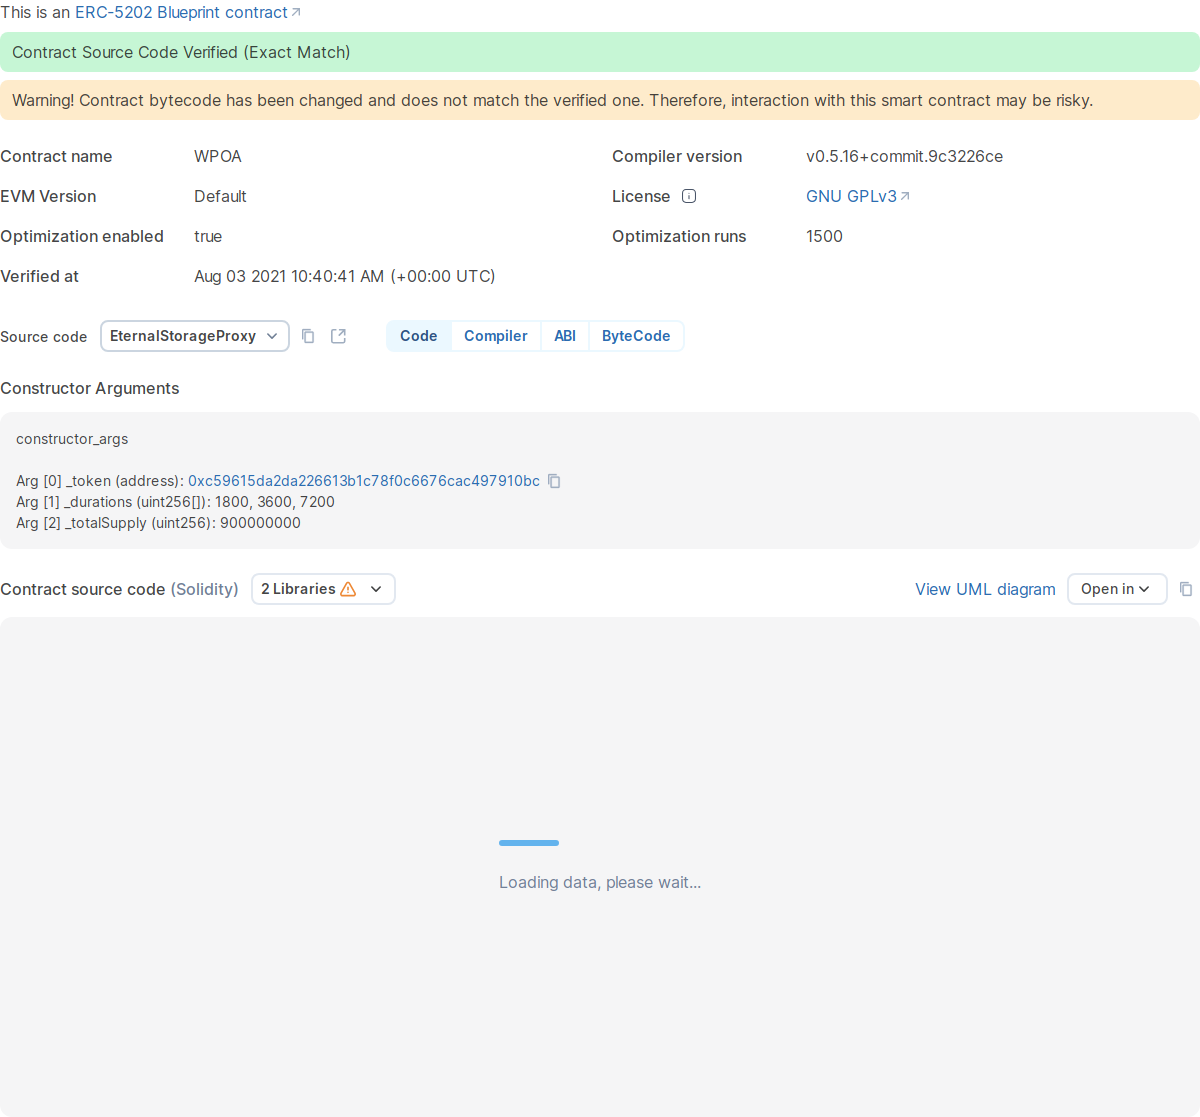 This is an ERC-5202 Blueprint contract
Contract Source Code Verified (Exact Match)
Warning! Contract bytecode has been changed and does not match the verified one. Therefore, interaction with this smart contract may be risky.
Contract name WPOA Compiler version v0.5.16+commit.9c3226ce
EVM Version Default License GNU GPLv3
Optimization enabled true Optimization runs 1500
Verified at Aug 03 2021 10:40:41 AM (+00:00 UTC)
Source code EternalStorageProxy Code Compiler ABI ByteCode
Constructor Arguments
constructor_args
Arg [0] _token (address): 0xc59615da2da226613b1c78f0c6676cac497910bc
Arg [1] _durations (uint256[]): 1800, 3600, 7200
Arg [2] _totalSupply (uint256): 900000000
Contract source code (Solidity) 2 Libraries View UML diagram Open in
Loading data, please wait...